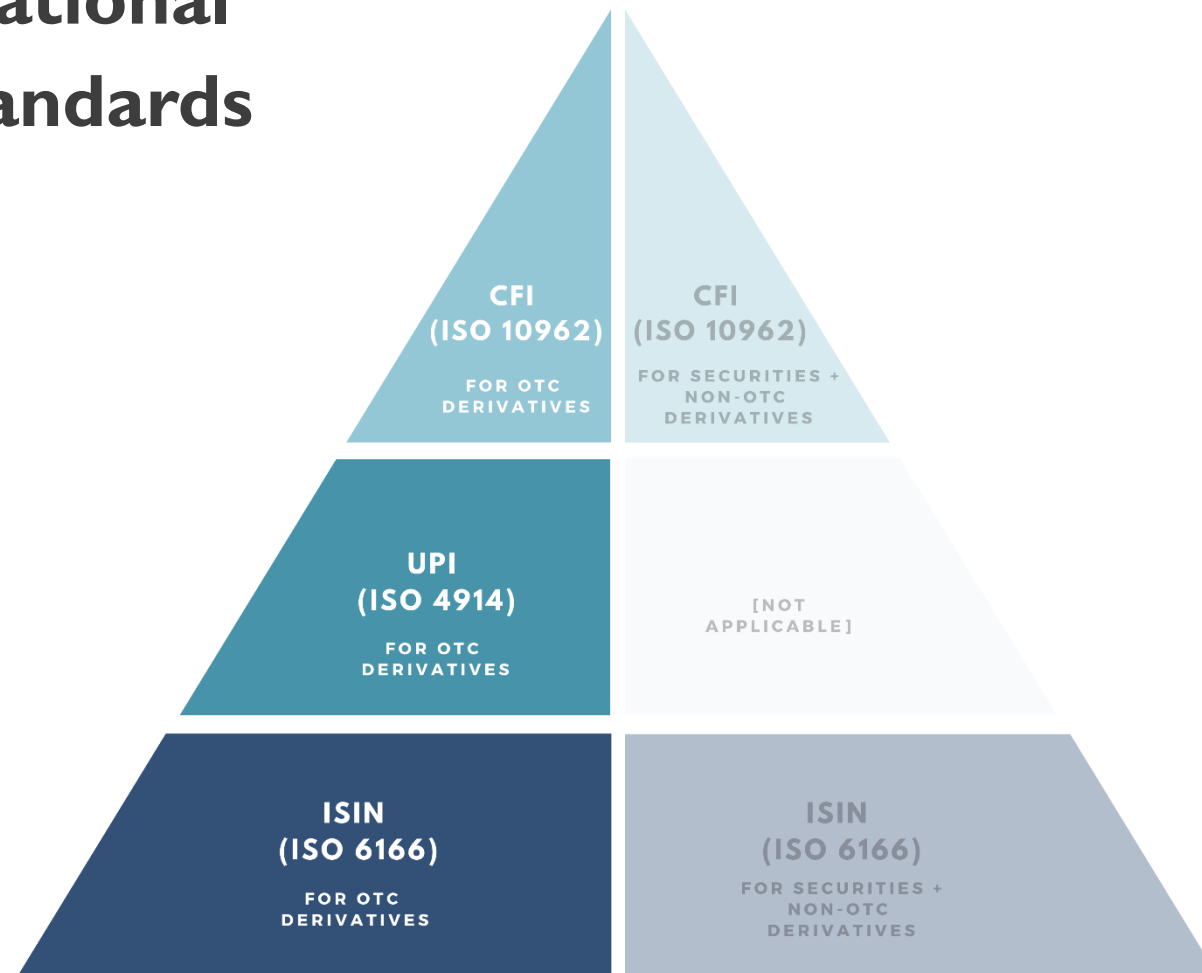 ational
andards
CFI
(ISO 10962)
FOR OTC
DERIVATIVES
CFI
(ISO 10962)
FOR SECURITIES +
NON-OTC
DERIVATIVES
UPI
(ISO 4914)
FOR OTC
DERIVATIVES
[NOT
APPLICABLE]
ISIN
(ISO 6166)
FOR OTC
DERIVATIVES
ISIN
(ISO 6166)
FOR SECURITIES +
NON-OTC
DERIVATIVES